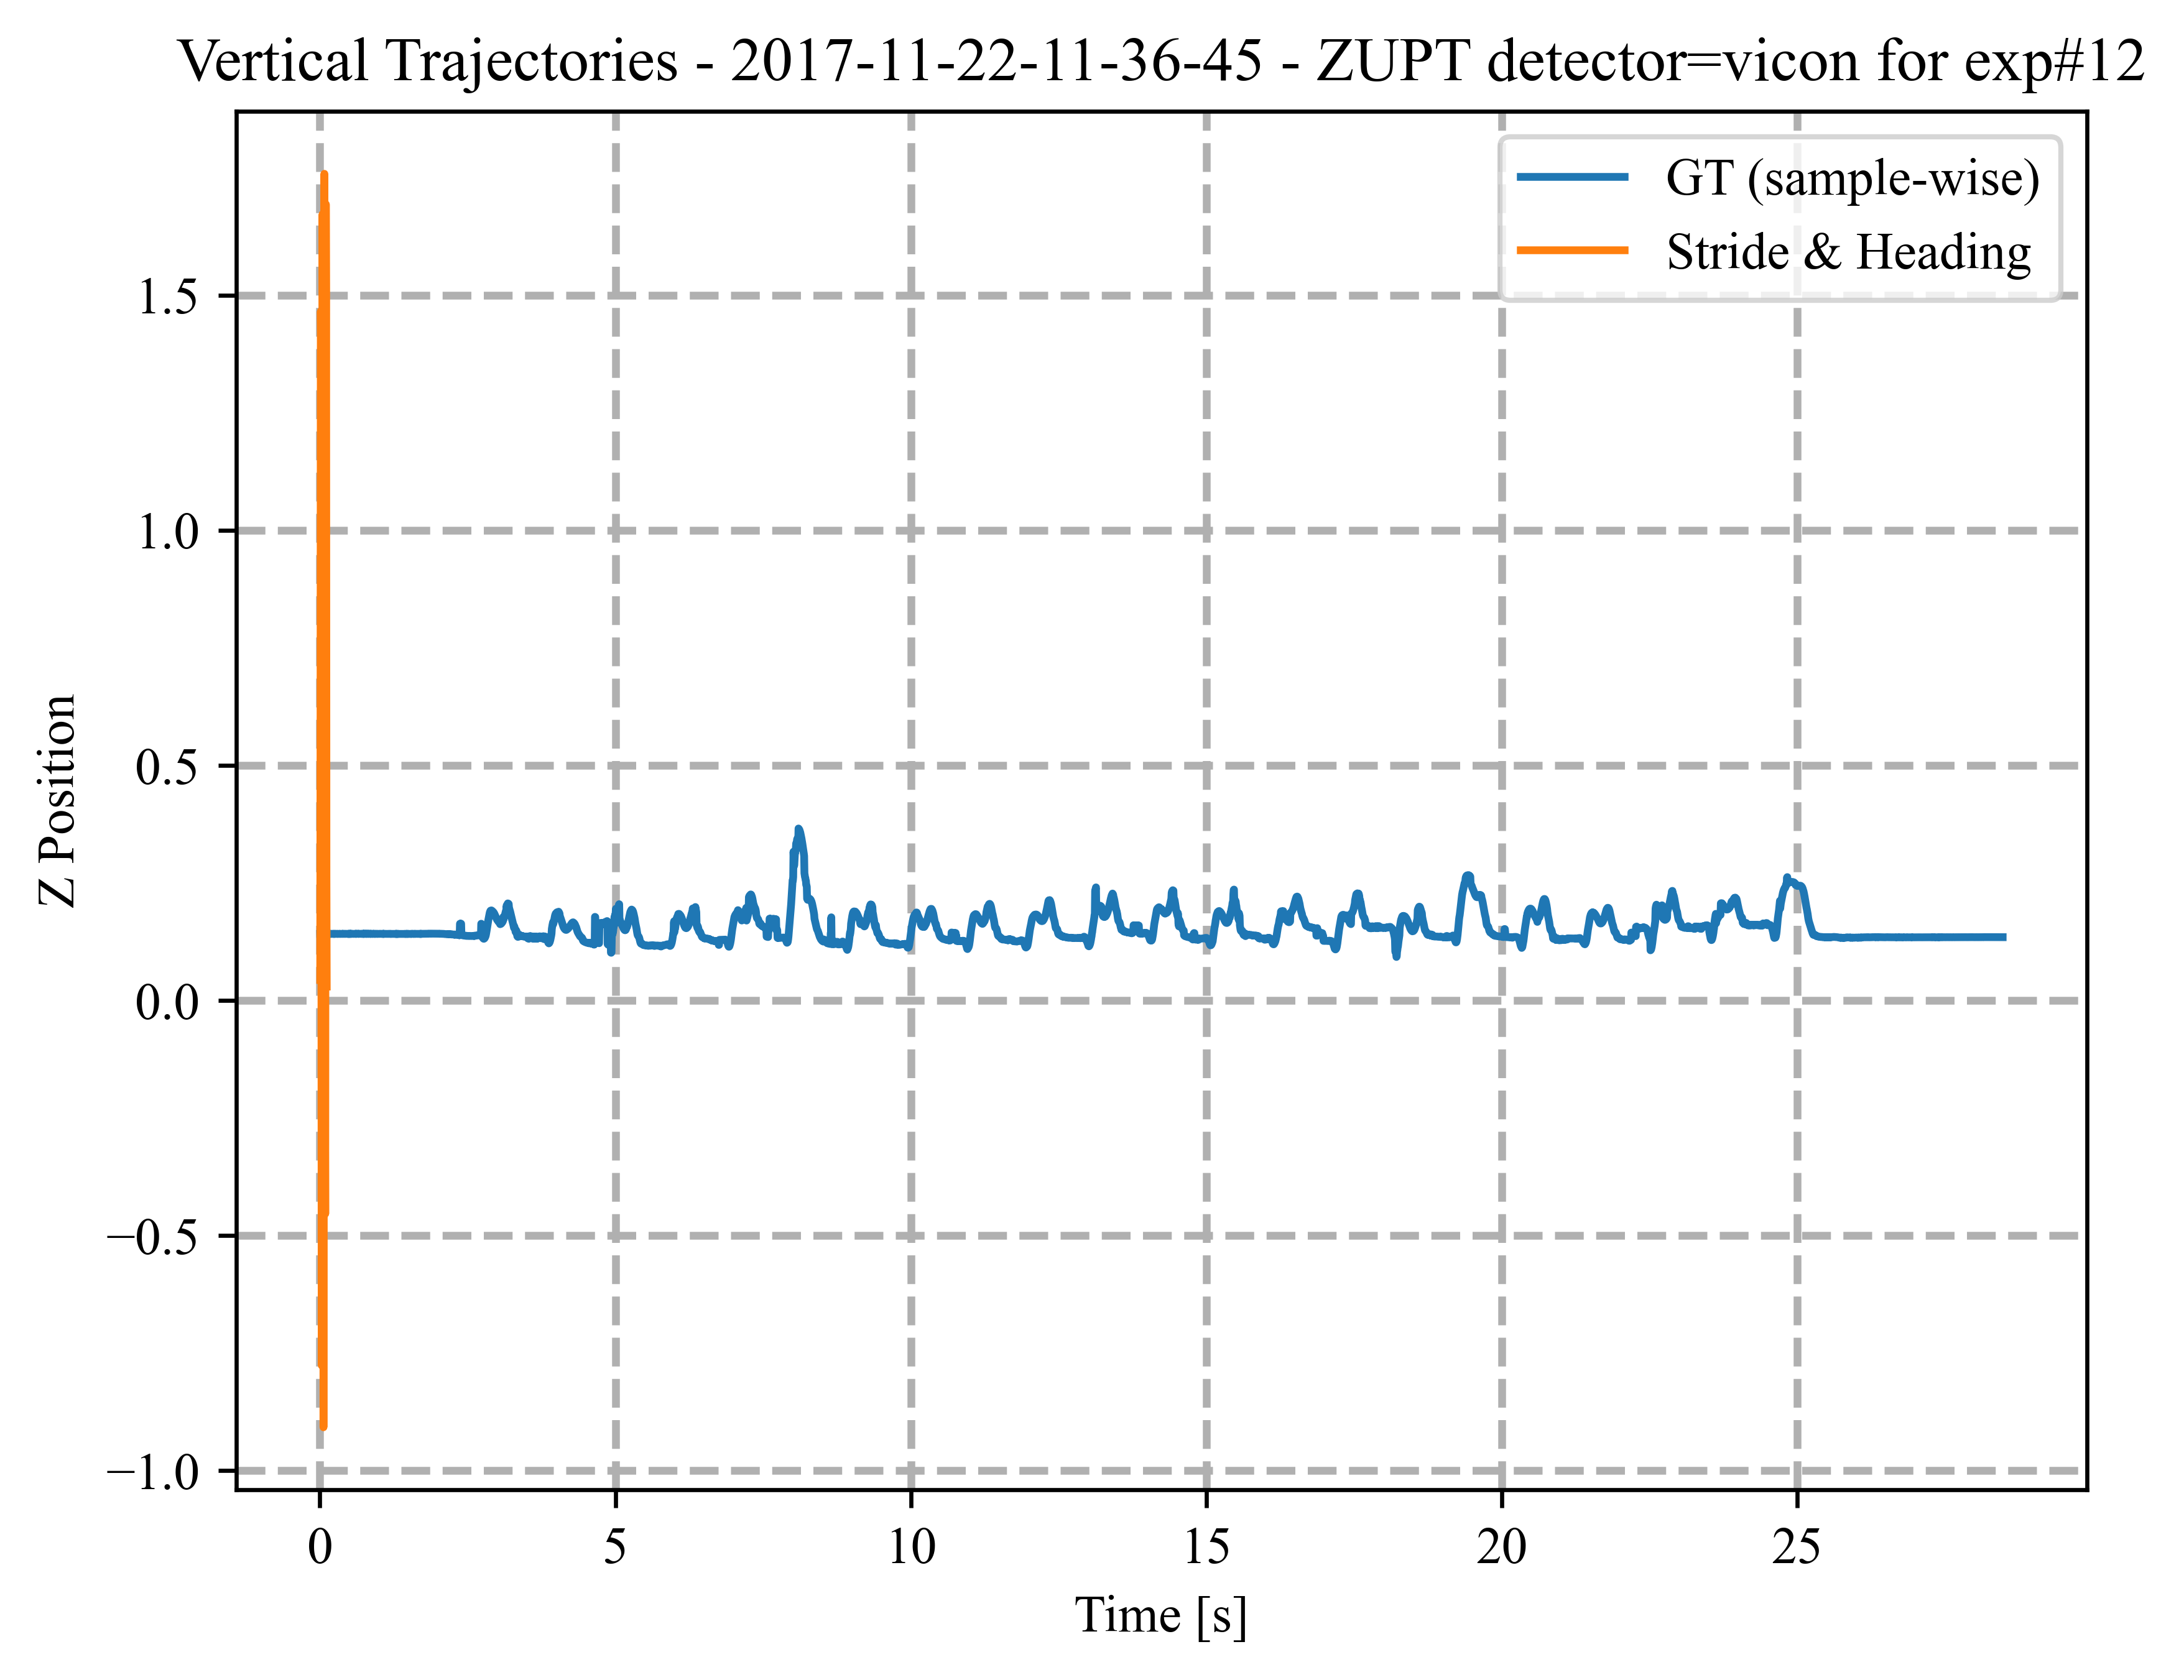 Vertical Trajectories - 2017-11-22-11-36-45 - ZUPT detector=vicon for exp#12
GT (sample-wise)
Stride & Heading
Z Position
1.5
1.0
0.5
0.0
−0.5
−1.0
0 5 10 15 20 25
Time [s]